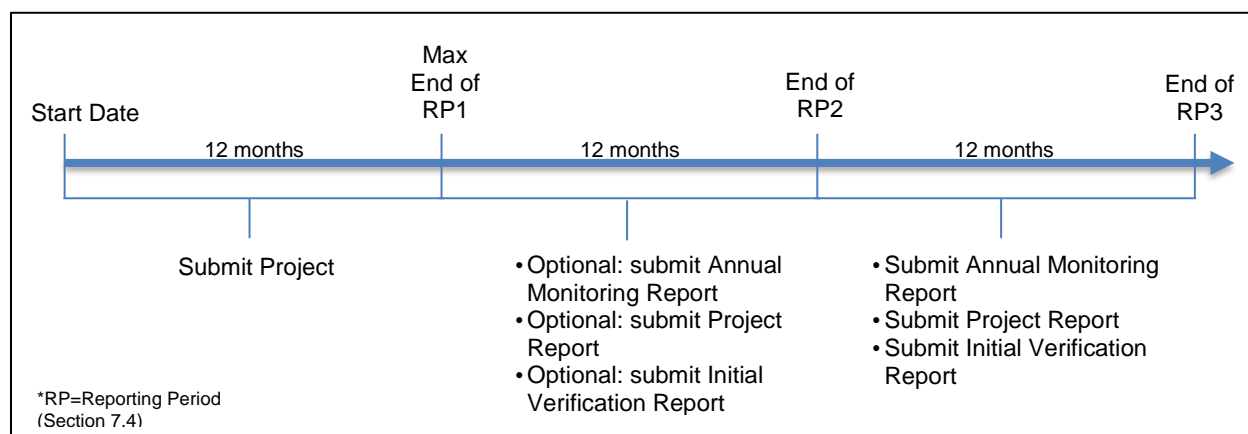 Max
End of
RP1
End of
RP2
End of
RP3
Start Date
12 months
12 months
12 months
Submit Project
• Optional: submit Annual
Monitoring Report
• Optional: submit Project
Report
• Optional: submit Initial
Verification Report
• Submit Annual Monitoring
Report
• Submit Project Report
• Submit Initial Verification
Report
*RP=Reporting Period
(Section 7.4)